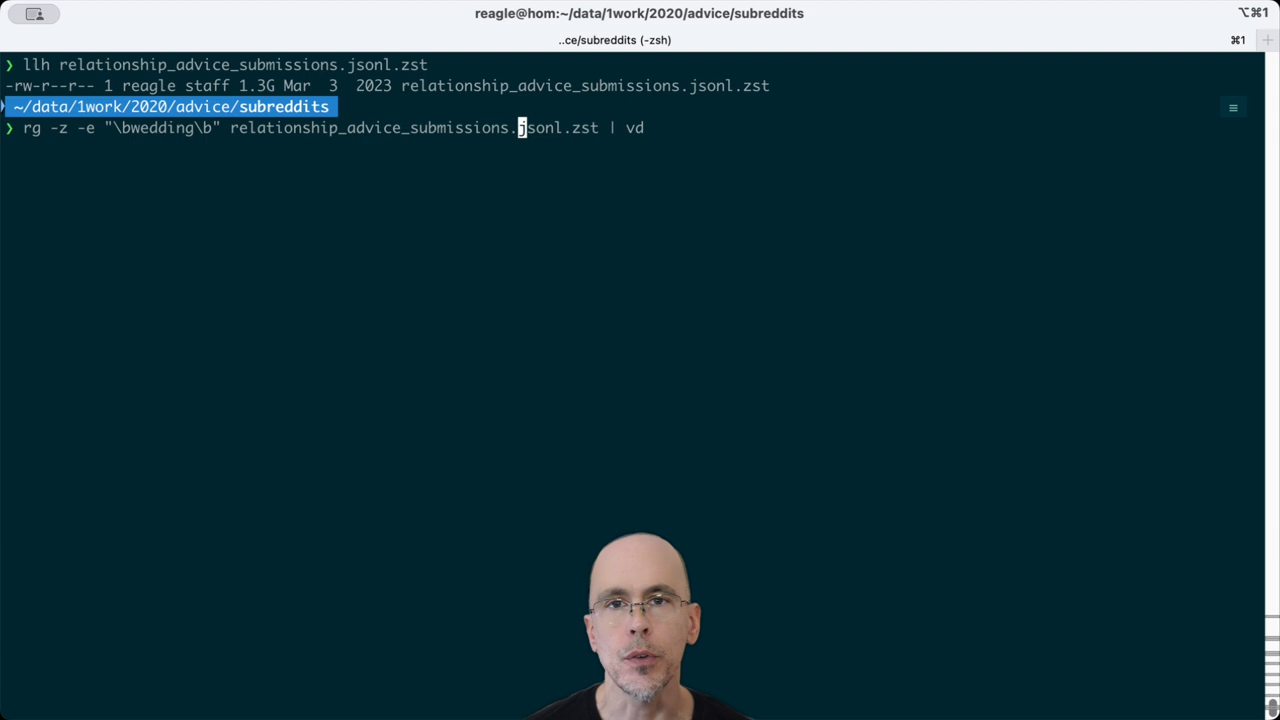 reagle@hom:~/data/1work/2020/advice/subreddits
⌥⌘1
..ce/subreddits (-zsh)
⌘1
❯ llh relationship_advice_submissions.jsonl.zst
-rw-r--r-- 1 reagle staff 1.3G Mar  3  2023 relationship_advice_submissions.jsonl.zst
~/data/1work/2020/advice/subreddits
❯ rg -z -e "\bwedding\b" relationship_advice_submissions.jsonl.zst | vd